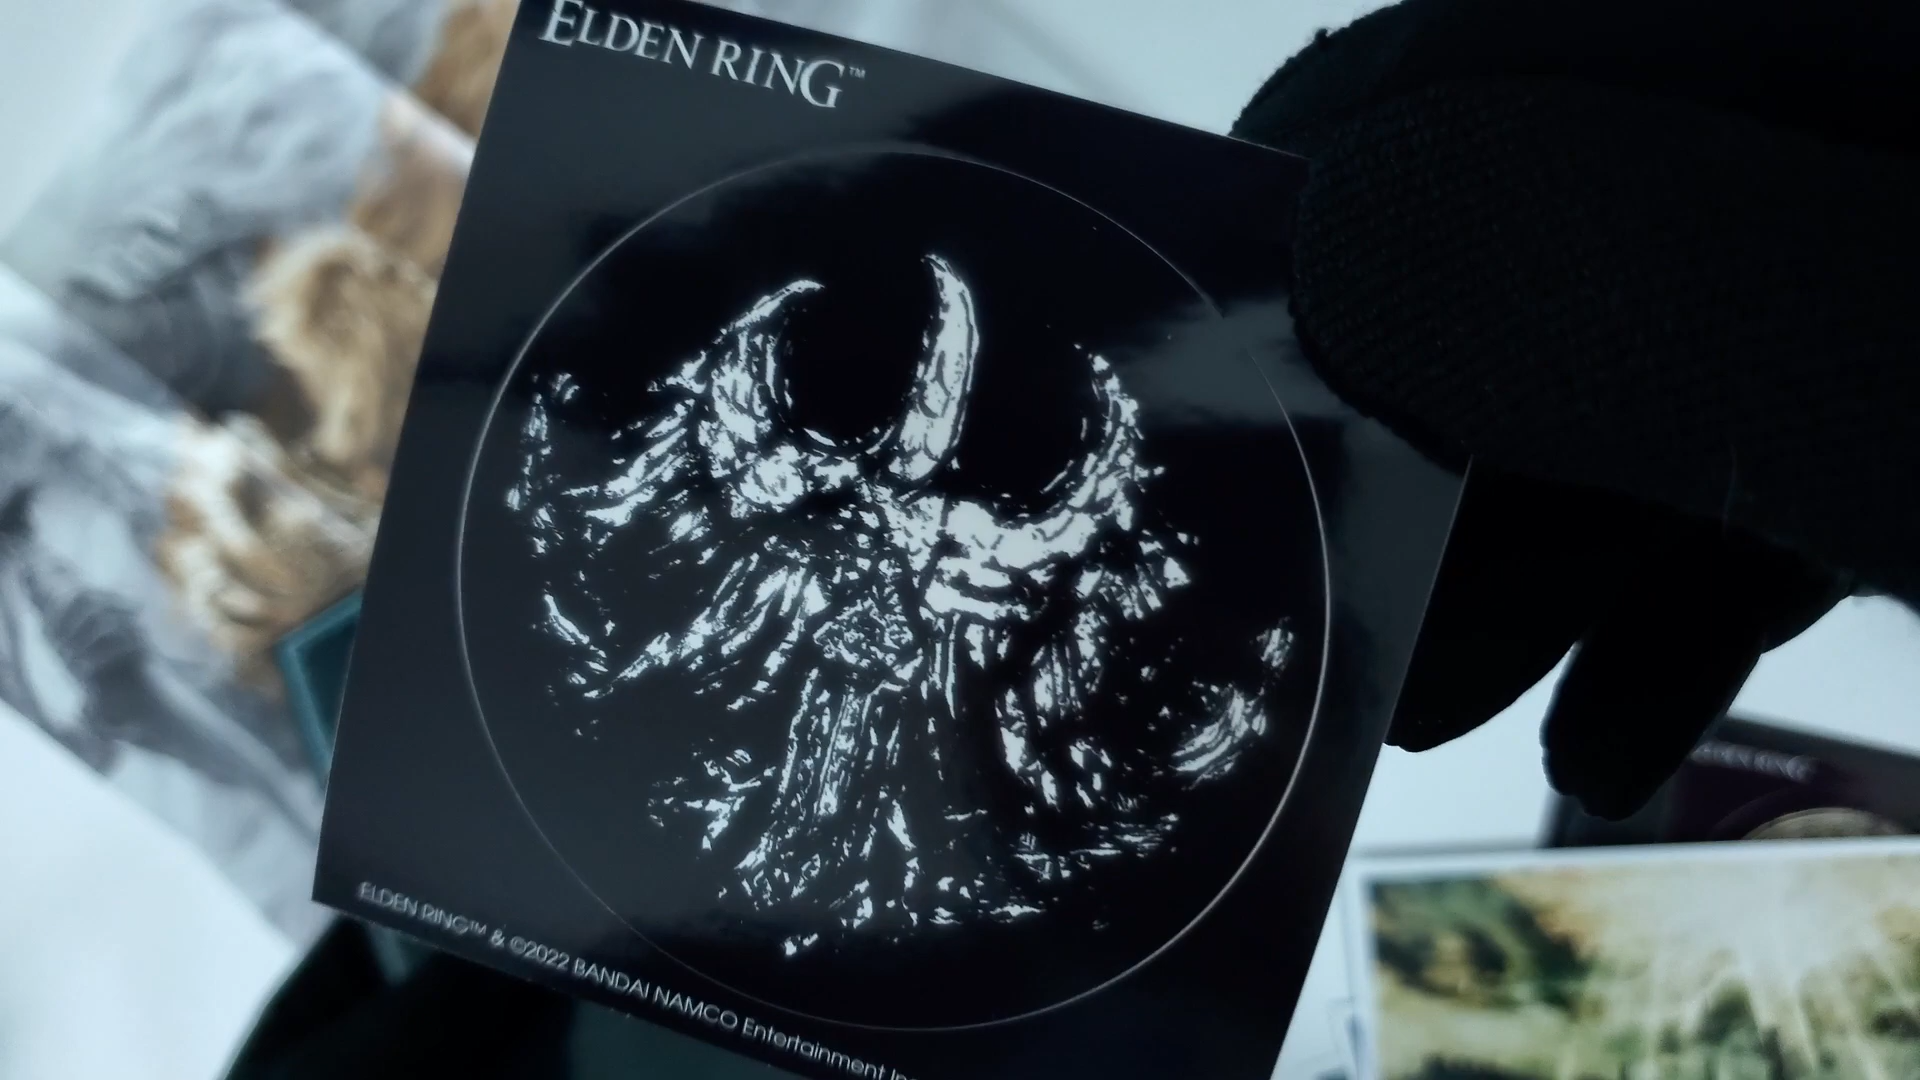 ELDEN RING™
ELDEN RING™ & ©2022 BANDAI NAMCO Entertainment